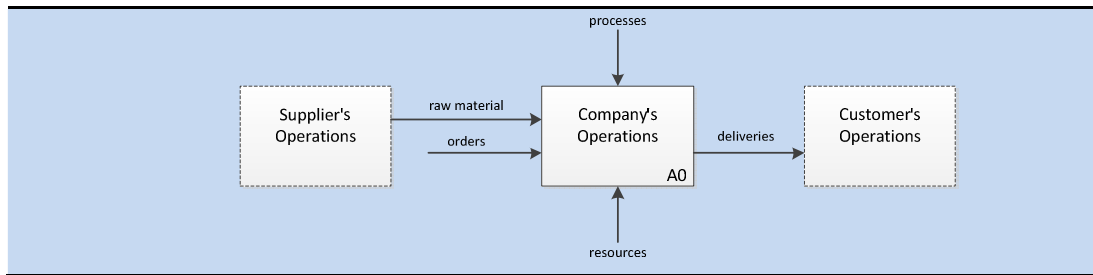 processes
Supplier's
Operations
raw material
orders
Company's
Operations
A0
deliveries
Customer's
Operations
resources